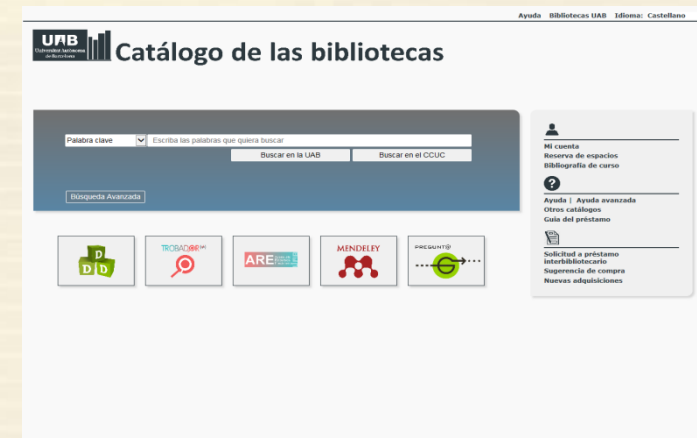 Ayuda Bibliotecas UAB Idioma: Castellano
UAB
Universitat Autònoma
de Barcelona
Catálogo de las bibliotecas
Palabra clave Escriba las palabras que quiera buscar
Buscar en la UAB Buscar en el CCUC
Búsqueda Avanzada
Mi cuenta
Reserva de espacios
Bibliografía de curso
?
Ayuda | Ayuda avanzada
Otros catálogos
Guía del préstamo
Solicitud a préstamo
interbibliotecario
Sugerencia de compra
Nuevas adquisiciones
D
D D
TROBADOR
ARE
MENDELEY
PREGUNT@